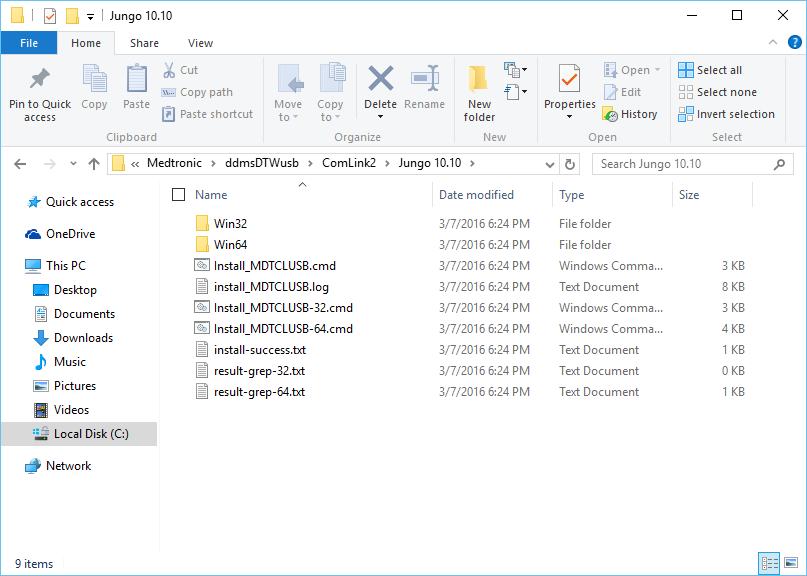 Jungo 10.10
File Home Share View
Pin to Quick access
Copy
Paste
Cut
Copy path
Paste shortcut
Clipboard
Move to
Copy to
Delete
Rename
Organize
New folder
New
Properties
Open
Edit
History
Open
Select all
Select none
Invert selection
Select
« Medtronic > ddmsDTWusb > ComLink2 > Jungo 10.10 >
Search Jungo 10.10
Quick access
OneDrive
This PC
Desktop
Documents
Downloads
Music
Pictures
Videos
Local Disk (C:)
Network
Name Date modified Type Size
Win32 3/7/2016 6:24 PM File folder
Win64 3/7/2016 6:24 PM File folder
Install_MDTCLUSB.cmd 3/7/2016 6:24 PM Windows Comma... 3 KB
install_MDTCLUSB.log 3/7/2016 6:24 PM Text Document 8 KB
Install_MDTCLUSB-32.cmd 3/7/2016 6:24 PM Windows Comma... 3 KB
Install_MDTCLUSB-64.cmd 3/7/2016 6:24 PM Windows Comma... 4 KB
install-success.txt 3/7/2016 6:24 PM Text Document 1 KB
result-grep-32.txt 3/7/2016 6:24 PM Text Document 0 KB
result-grep-64.txt 3/7/2016 6:24 PM Text Document 1 KB
9 items